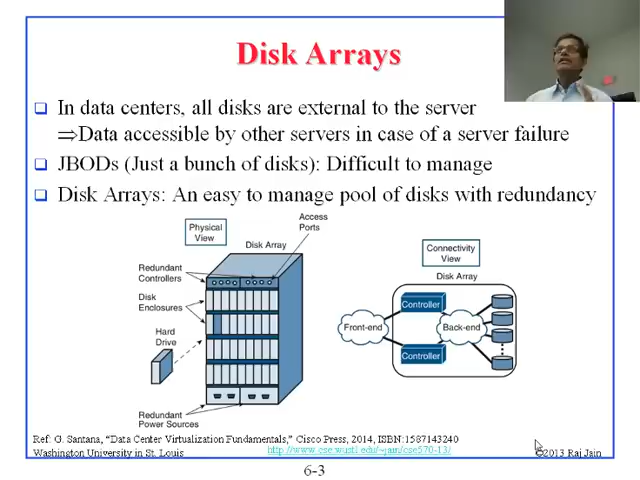 Disk Arrays
In data centers, all disks are external to the server
⇒Data accessible by other servers in case of a server failure
JBODs (Just a bunch of disks): Difficult to manage
Disk Arrays: An easy to manage pool of disks with redundancy
Physical
View
Disk Array
Access
Ports
Redundant
Controllers
Disk
Enclosures
Hard
Drive
Redundant
Power Sources
Connectivity
View
Disk Array
Controller
Front-end
Back-end
Controller
Ref: G. Santana, "Data Center Virtualization Fundamentals," Cisco Press, 2014, ISBN:1587143240
Washington University in St. Louis
http://www.cse.wustl.edu/~jain/cse570-13/
©2013 Raj Jain
6-3